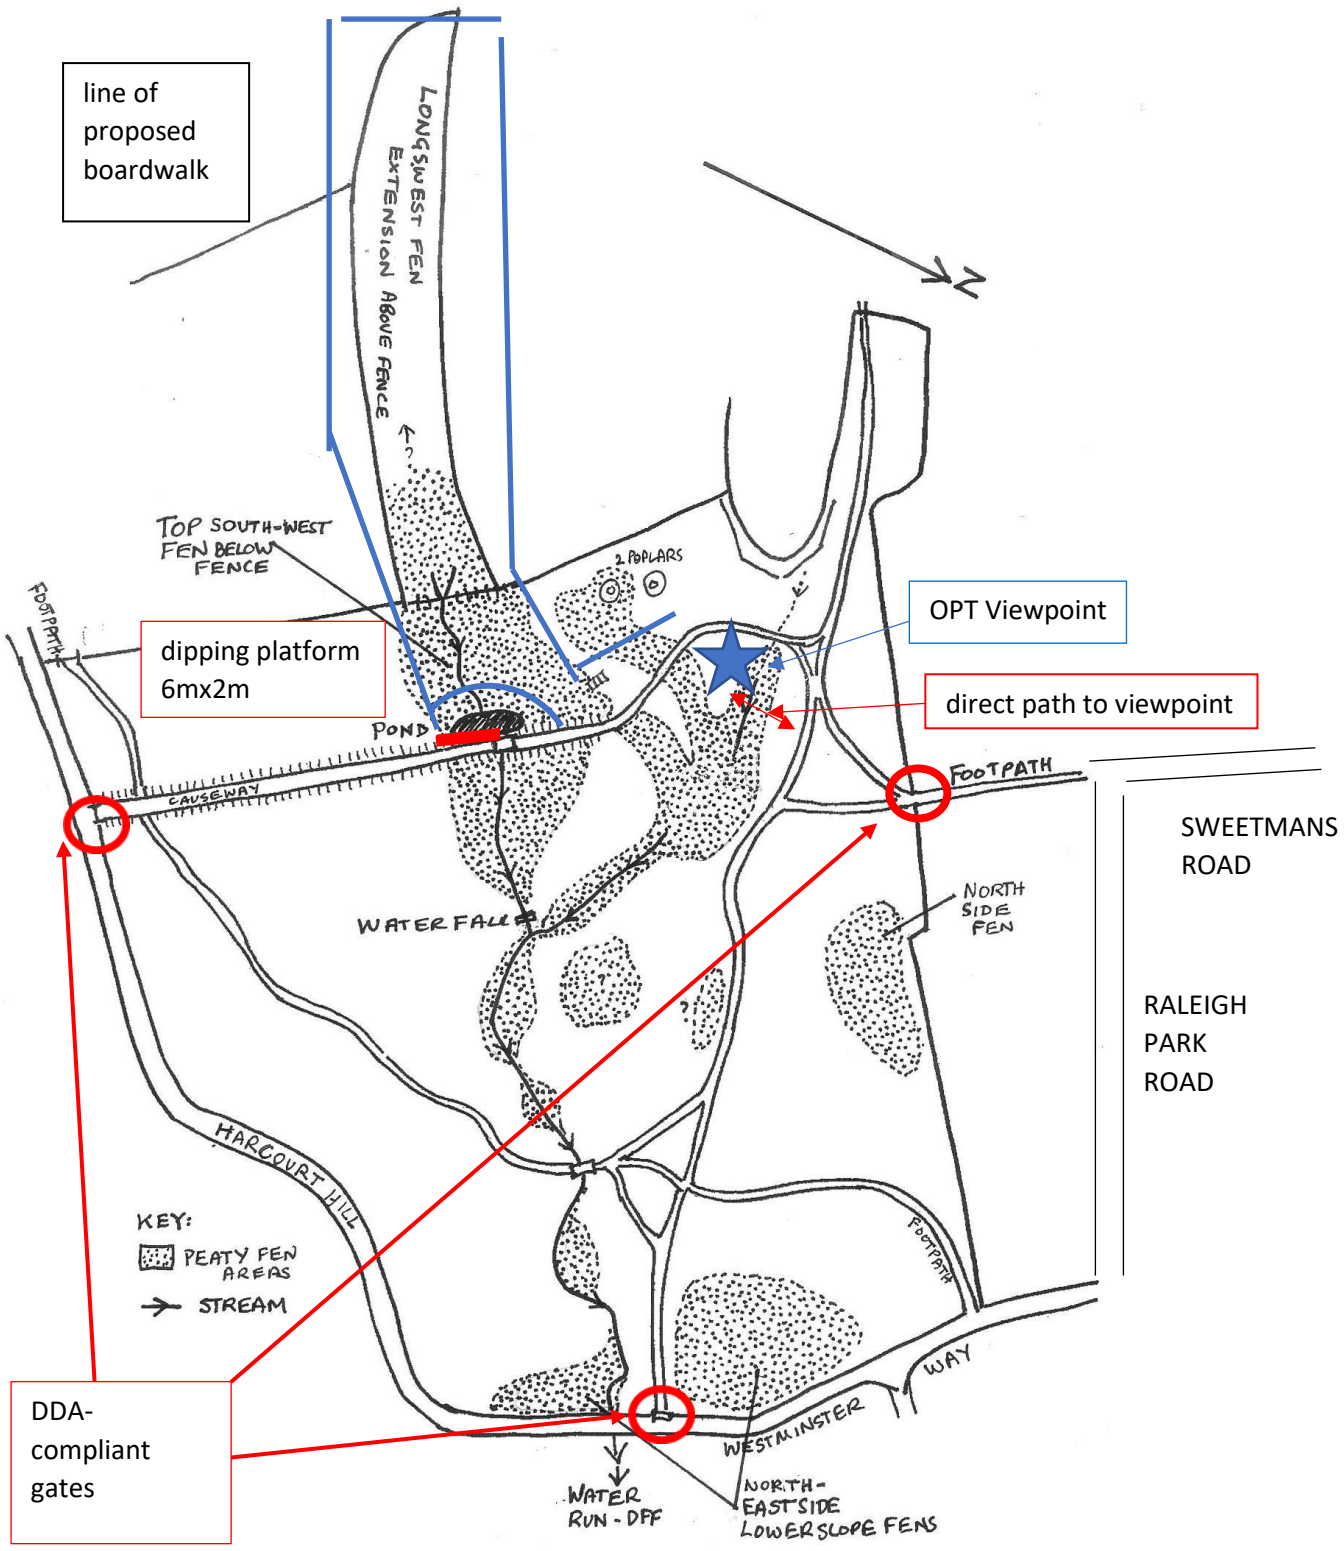 line of
proposed
boardwalk
LONGSWEST FEN
EXTENSION ABOVE FENCE
?
N
TOP SOUTH-WEST
FEN BELOW
FENCE
2 POPLARS
FOOTPATH
dipping platform
6mx2m
OPT Viewpoint
direct path to viewpoint
POND
CAUSEWAY
FOOTPATH
SWEETMANS
ROAD
WATERFALL
NORTH
SIDE
FEN
?
?
RALEIGH
PARK
ROAD
HARCOURT HILL
KEY:
PEATY FEN
AREAS
STREAM
FOOTPATH
DDA-
compliant
gates
WESTMINSTER WAY
WATER
RUN-OFF
NORTH-
EAST SIDE
LOWER SLOPE FENS